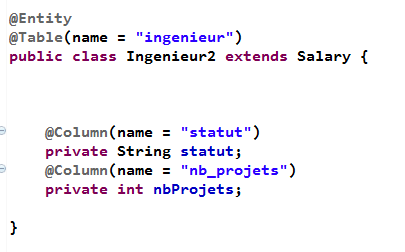 @Entity
@Table(name = "ingenieur")
public class Ingenieur2 extends Salary {
@Column(name = "statut")
private String statut;
@Column(name = "nb_projets")
private int nbProjets;
}